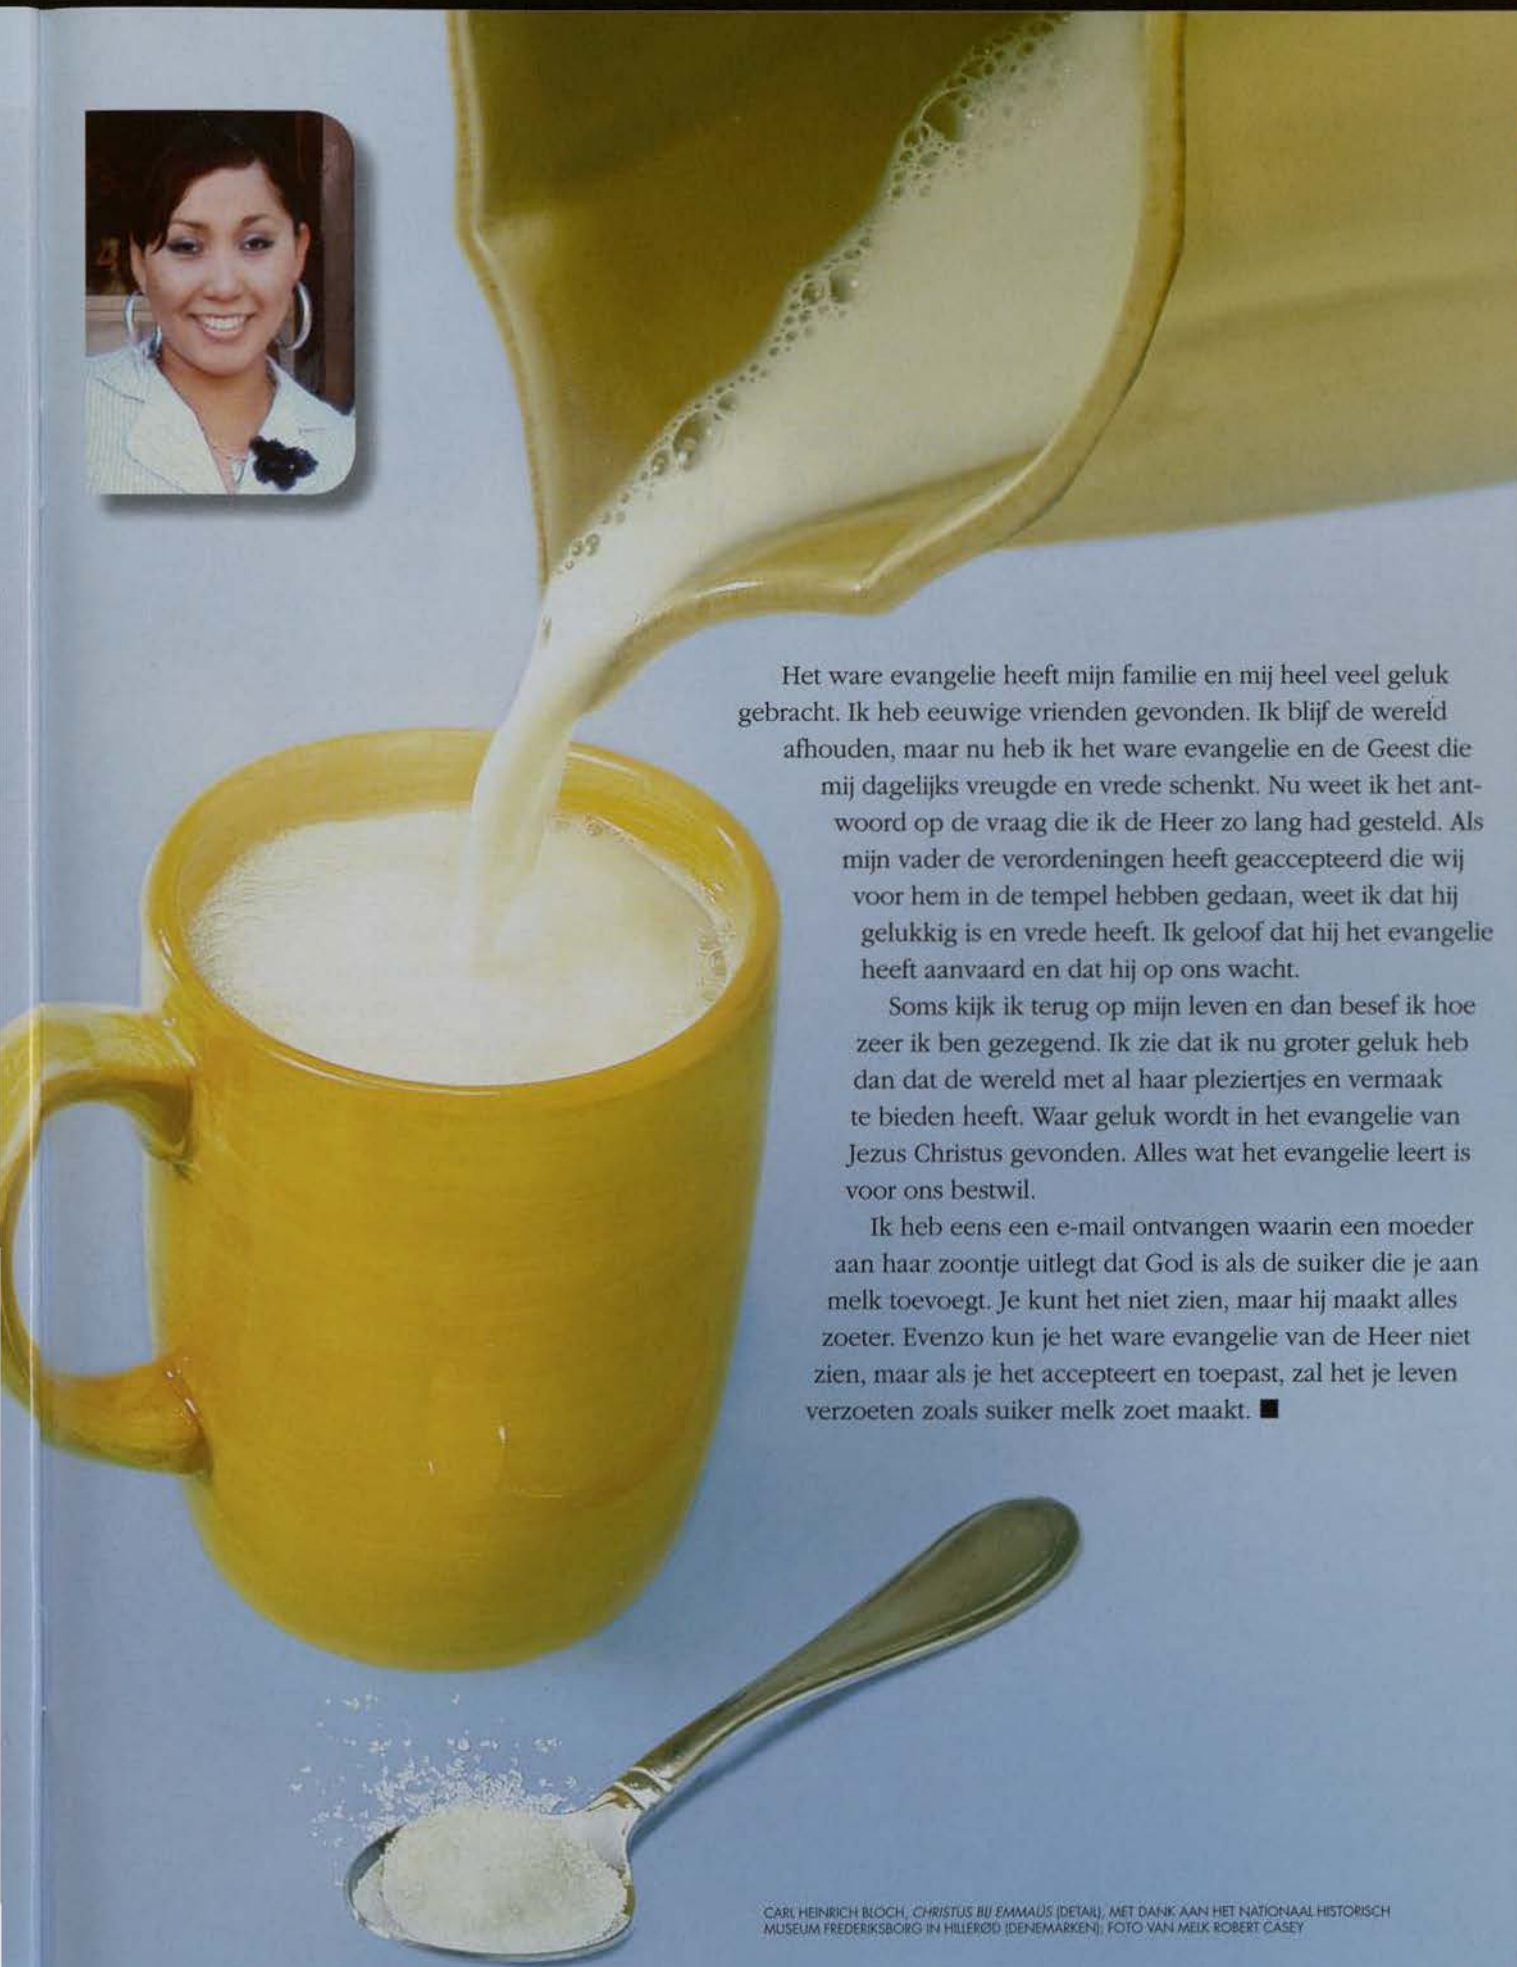 Het ware evangelie heeft mijn familie en mij heel veel geluk
gebracht. Ik heb eeuwige vrienden gevonden. Ik blijf de wereld
afhouden, maar nu heb ik het ware evangelie en de Geest die
mij dagelijks vreugde en vrede schenkt. Nu weet ik het ant-
woord op de vraag die ik de Heer zo lang had gesteld. Als
mijn vader de verordeningen heeft geaccepteerd die wij
voor hem in de tempel hebben gedaan, weet ik dat hij
gelukkig is en vrede heeft. Ik geloof dat hij het evangelie
heeft aanvaard en dat hij op ons wacht.
Soms kijk ik terug op mijn leven en dan besef ik hoe
zeer ik ben gezegend. Ik zie dat ik nu groter geluk heb
dan dat de wereld met al haar pleziertjes en vermaak
te bieden heeft. Waar geluk wordt in het evangelie van
Jezus Christus gevonden. Alles wat het evangelie leert is
voor ons bestwil.
Ik heb eens een e-mail ontvangen waarin een moeder
aan haar zoontje uitlegt dat God is als de suiker die je aan
melk toevoegt. Je kunt het niet zien, maar hij maakt alles
zoeter. Evenzo kun je het ware evangelie van de Heer niet
zien, maar als je het accepteert en toepast, zal het je leven
verzoeten zoals suiker melk zoet maakt. ■
CARL HEINRICH BLOCH, CHRISTUS BIJ EMMAÜS (DETAIL), MET DANK AAN HET NATIONAAL HISTORISCH
MUSEUM FREDERIKSBORG IN HILLERØD (DENEMARKEN); FOTO VAN MELK ROBERT CASEY